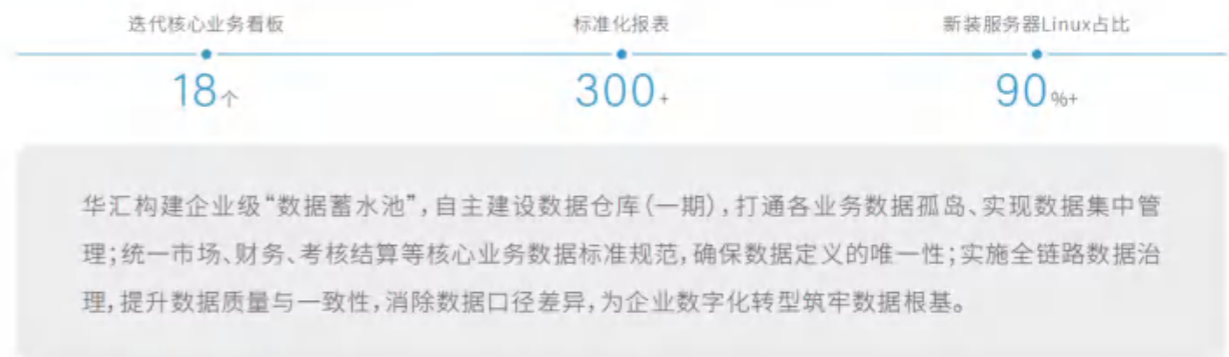 迭代核心业务看板 标准化报表 新装服务器Linux占比
18个 300+ 90%+
华汇构建企业级“数据蓄水池”,自主建设数据仓库(一期),打通各业务数据孤岛、实现数据集中管
理;统一市场、财务、考核结算等核心业务数据标准规范,确保数据定义的唯一性;实施全链路数据治
理,提升数据质量与一致性,消除数据口径差异,为企业数字化转型筑牢数据根基。